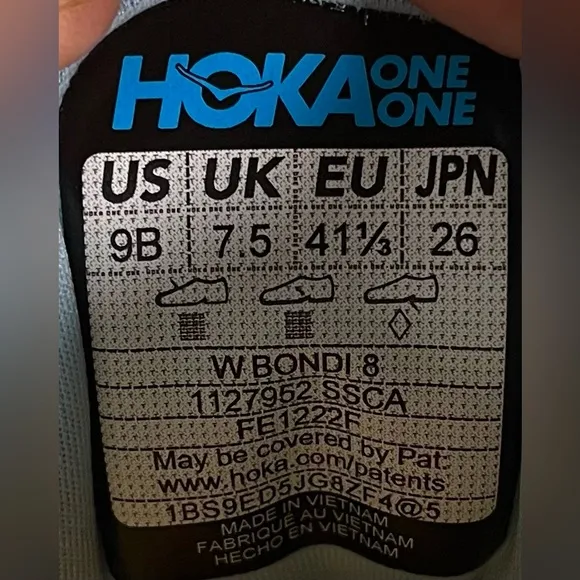 HOKA ONE ONE
US UK EU JPN
9B 7.5 41⅓ 26
W BONDI 8
1127952 SSCA
FE1222F
May be covered by Pat:
www.hoka.com/patents
1BS9ED5JG8ZF4@5
MADE IN VIETNAM
FABRIQUÉ AU VIETNAM
HECHO EN VIETNAM